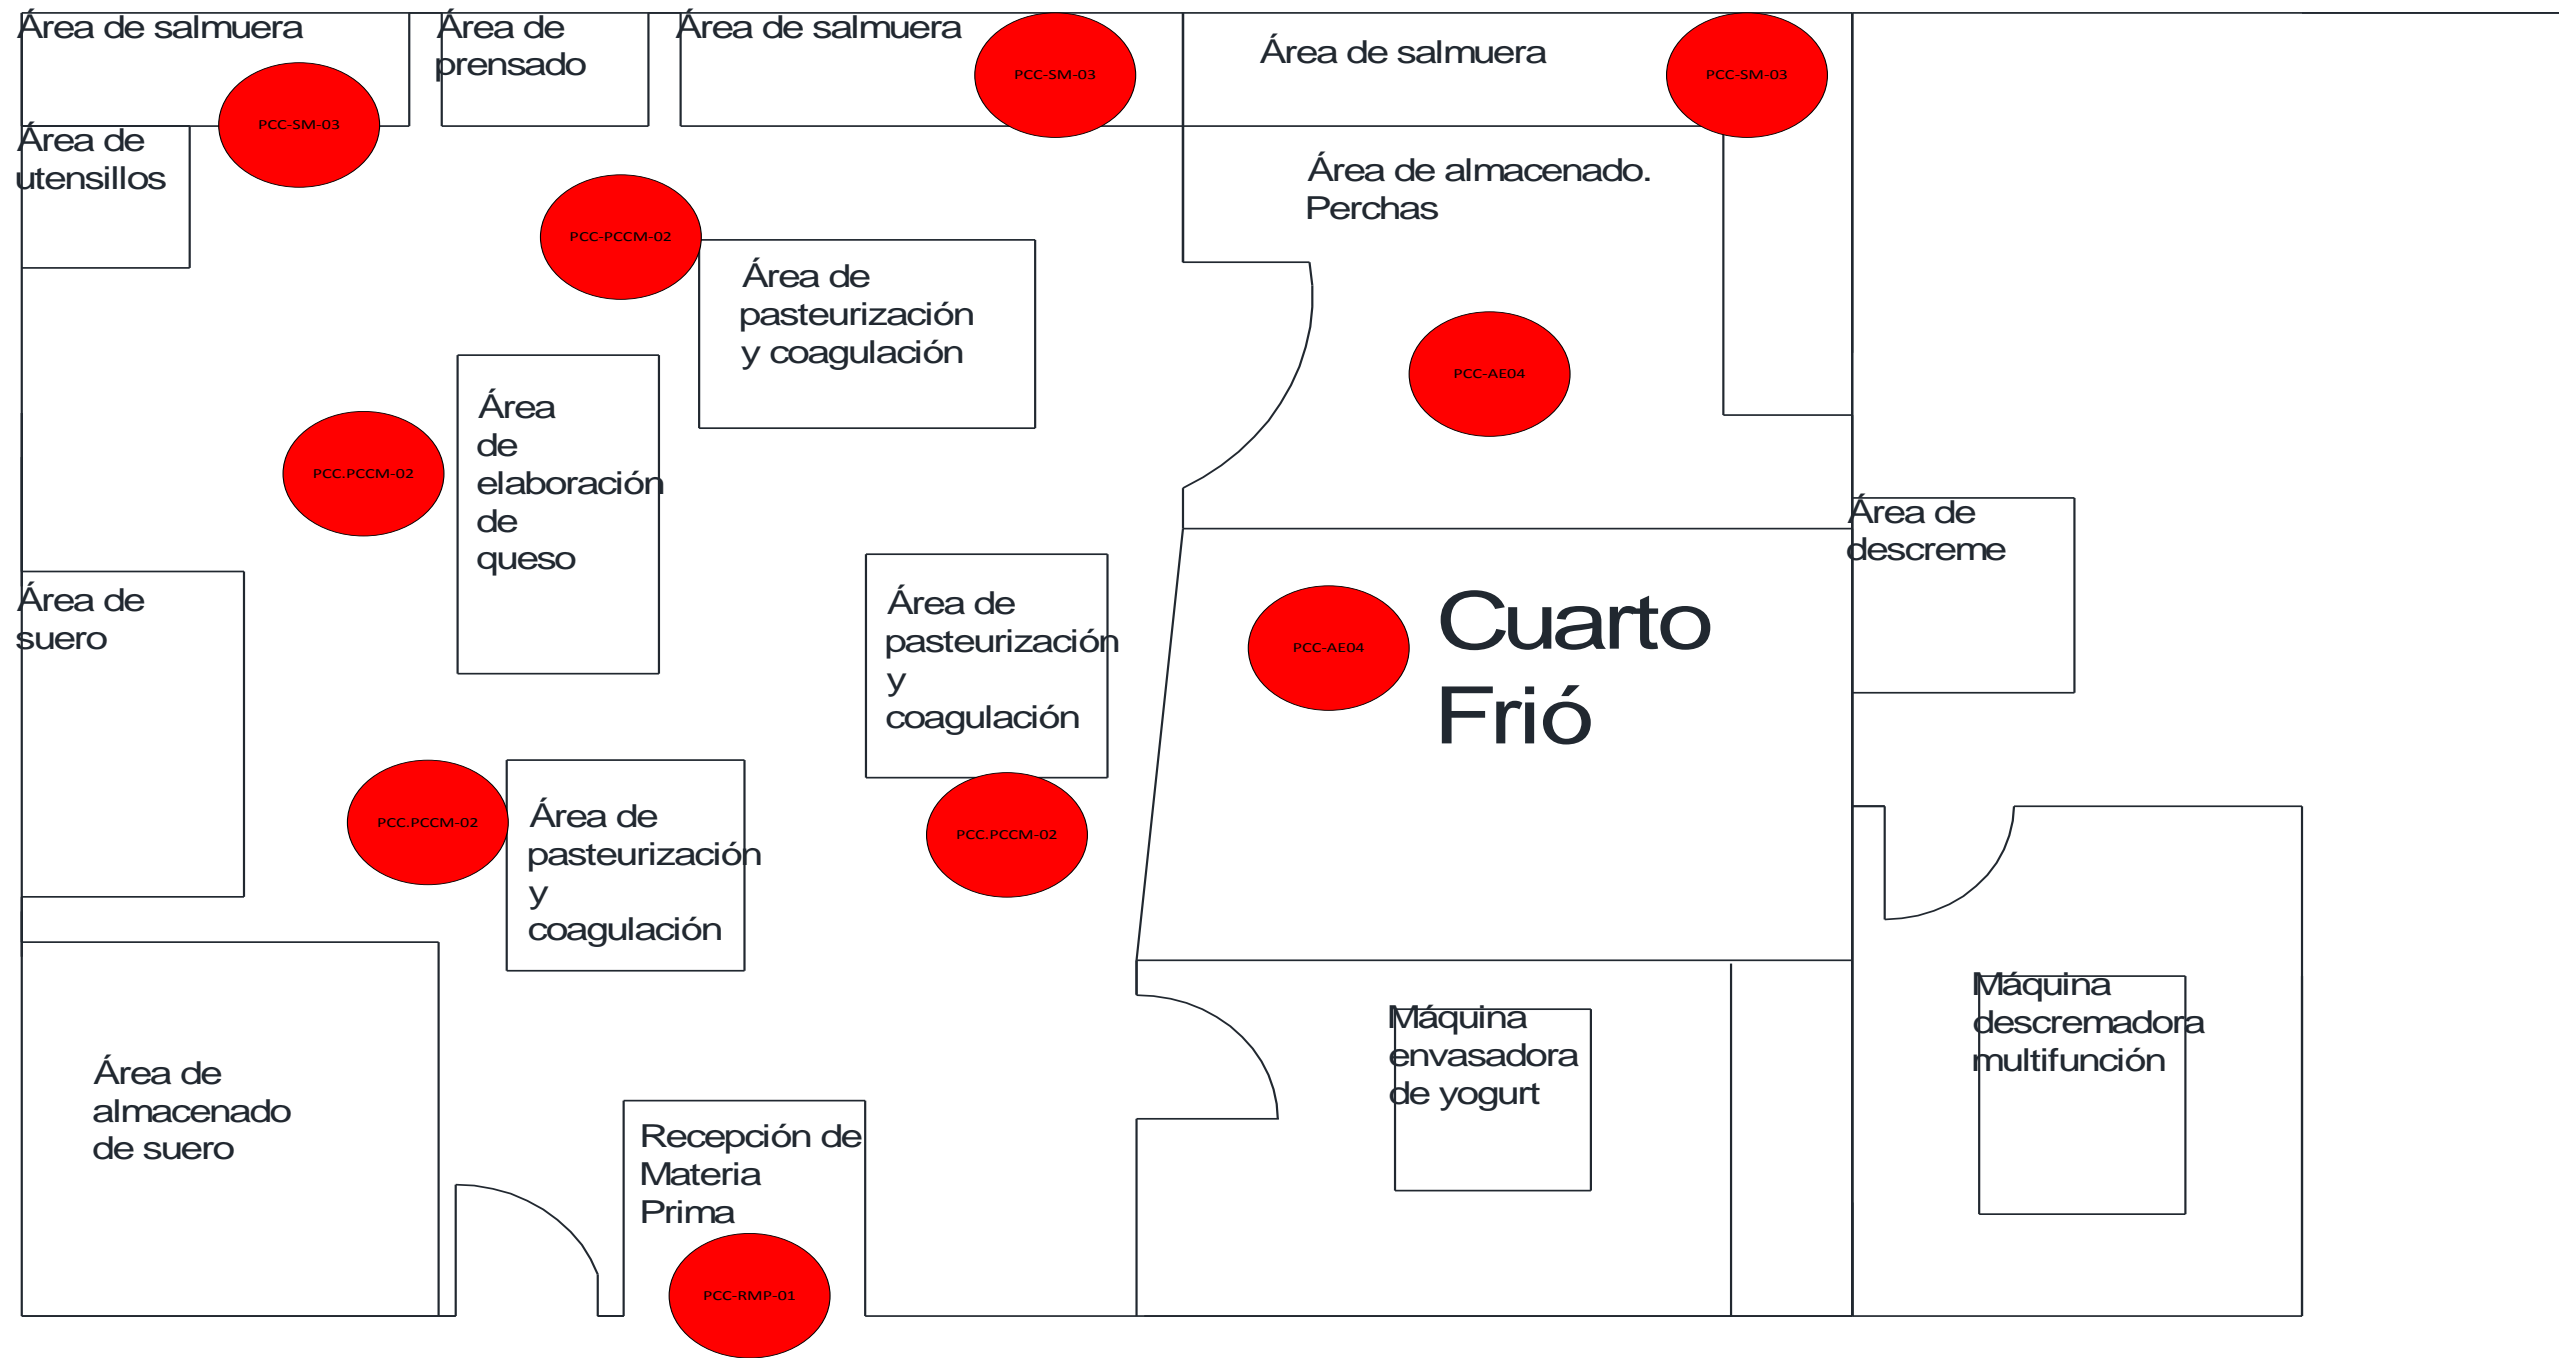 Área de salmuera
Área de
prensado
Área de salmuera
PCC-SM-03
Área de salmuera
PCC-SM-03
PCC-SM-03
Área de
utensillos
Área de almacenado.
Perchas
PCC-PCCM-02
Área de
pasteurización
y coagulación
PCC-AE04
Área
de
elaboración
de
queso
PCC.PCCM-02
Área de
descreme
Área de
suero
Área de
pasteurización
y
coagulación
PCC-AE04
Cuarto
Frió
PCC.PCCM-02
Área de
pasteurización
y
coagulación
PCC.PCCM-02
Máquina
descremadora
multifunción
Máquina
envasadora
de yogurt
Área de
almacenado
de suero
Recepción de
Materia
Prima
PCC-RMP-01